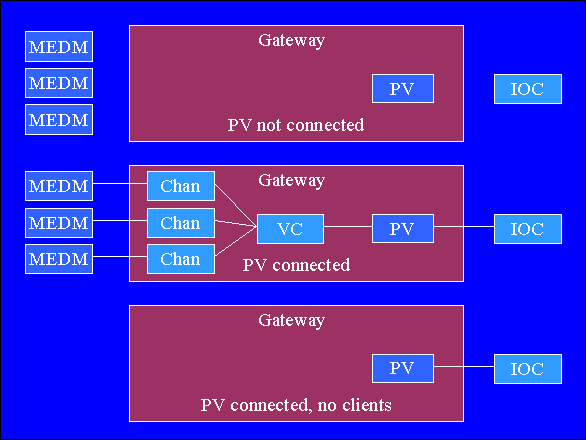 Gateway
MEDM
MEDM
PV
IOC
MEDM
PV not connected
Gateway
MEDM
Chan
MEDM
Chan
VC
PV
IOC
MEDM
Chan
PV connected
Gateway
PV
IOC
PV connected, no clients